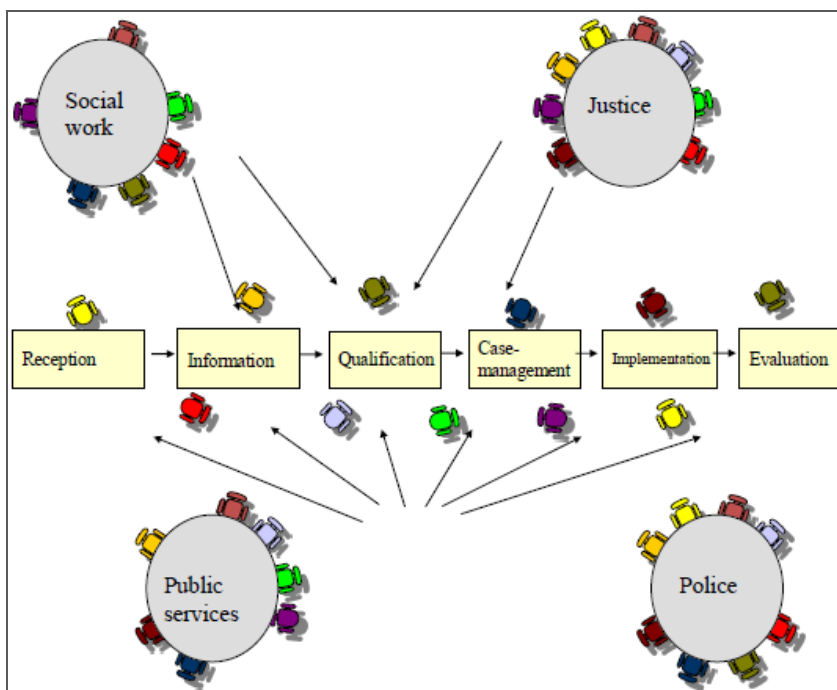 Social
work
Justice
Reception
Information
Qualification
Case-
management
Implementation
Evaluation
Public
services
Police